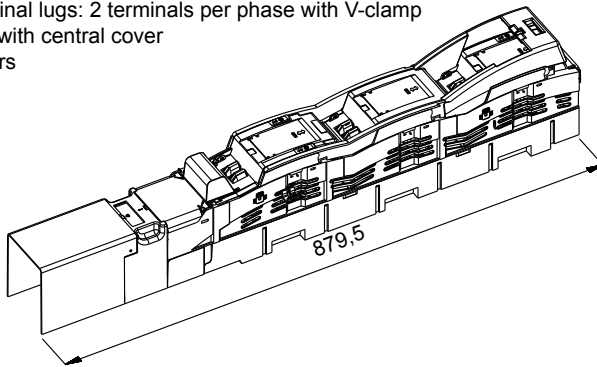 inal lugs: 2 terminals per phase with V-clamp
with central cover
rs
879,5